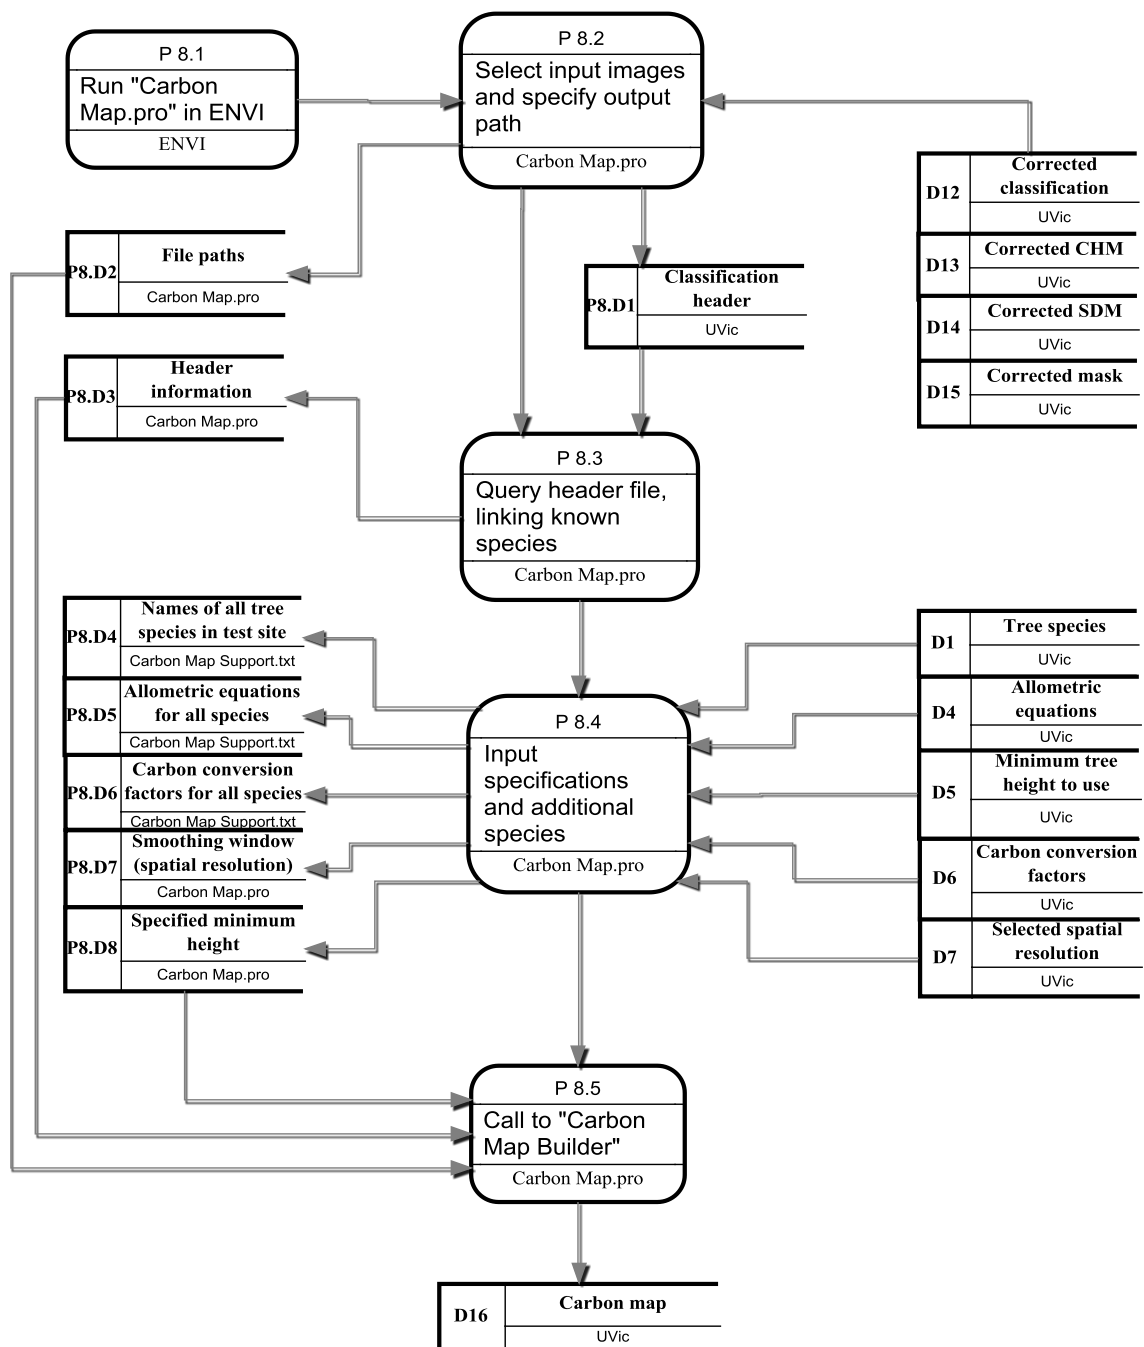 P 8.1
Run "Carbon
Map.pro" in ENVI
ENVI
P 8.2
Select input images
and specify output
path
Carbon Map.pro
D12
Corrected
classification
UVic
D13
Corrected CHM
UVic
D14
Corrected SDM
UVic
D15
Corrected mask
UVic
P8.D2
File paths
Carbon Map.pro
P8.D1
Classification
header
UVic
P8.D3
Header
information
Carbon Map.pro
P 8.3
Query header file,
linking known
species
Carbon Map.pro
P8.D4
Names of all tree
species in test site
Carbon Map Support.txt
P8.D5
Allometric equations
for all species
Carbon Map Support.txt
P8.D6
Carbon conversion
factors for all species
Carbon Map Support.txt
P8.D7
Smoothing window
(spatial resolution)
Carbon Map.pro
P8.D8
Specified minimum
height
Carbon Map.pro
P 8.4
Input
specifications
and additional
species
Carbon Map.pro
D1
Tree species
UVic
D4
Allometric
equations
UVic
D5
Minimum tree
height to use
UVic
D6
Carbon conversion
factors
UVic
D7
Selected spatial
resolution
UVic
P 8.5
Call to "Carbon
Map Builder"
Carbon Map.pro
D16
Carbon map
UVic